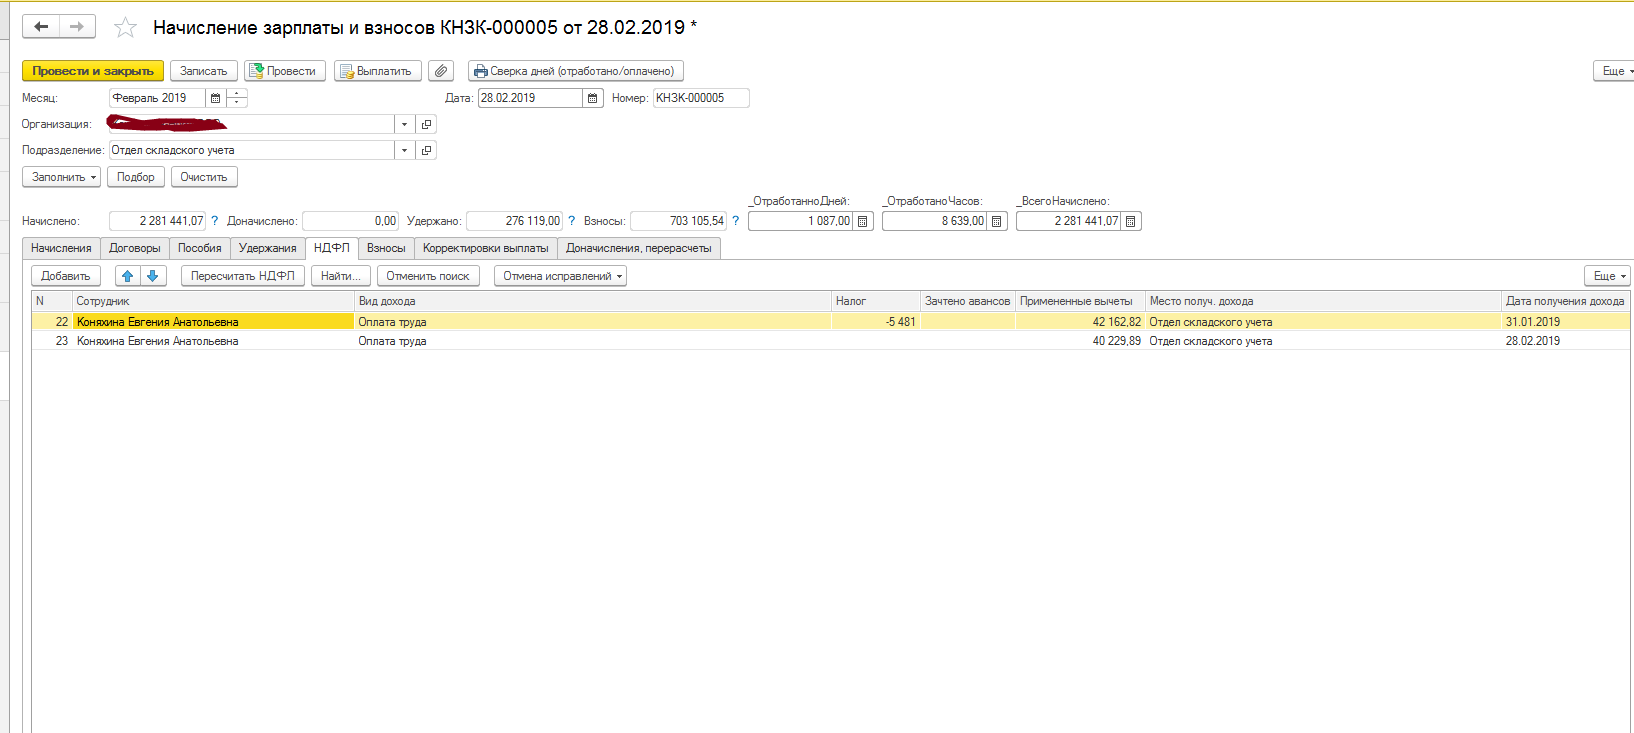 Начисление зарплаты и взносов КНЗК-000005 от 28.02.2019 *
Провести и закрыть Записать Провести Выплатить Сверка дней (отработано/оплачено) Еще
Месяц: Февраль 2019 Дата: 28.02.2019 Номер: КНЗК-000005
Организация:
Подразделение: Отдел складского учета
Заполнить Подбор Очистить
_ОтработанноДней: _ОтработаноЧасов: _ВсегоНачислено:
Начислено: 2 281 441,07 ? Доначислено: 0,00 Удержано: 276 119,00 ? Взносы: 703 105,54 ? 1 087,00 8 639,00 2 281 441,07
Начисления Договоры Пособия Удержания НДФЛ Взносы Корректировки выплаты Доначисления, перерасчеты
Добавить Пересчитать НДФЛ Найти... Отменить поиск Отмена исправлений Еще
N Сотрудник Вид дохода Налог Зачтено авансов Примененные вычеты Место получ. дохода Дата получения дохода
22 Коняхина Евгения Анатольевна Оплата труда -5 481 42 162,82 Отдел складского учета 31.01.2019
23 Коняхина Евгения Анатольевна Оплата труда 40 229,89 Отдел складского учета 28.02.2019